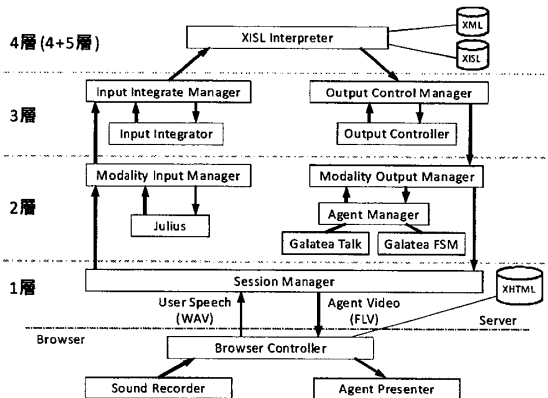 4層(4+5層)
XISL Interpreter
XML
XISL
3層
Input Integrate Manager
Output Control Manager
Input Integrator
Output Controller
2層
Modality Input Manager
Modality Output Manager
Julius
Agent Manager
Galatea Talk
Galatea FSM
1層
Session Manager
XHTML
User Speech
(WAV)
Agent Video
(FLV)
Server
Browser
Browser Controller
Sound Recorder
Agent Presenter